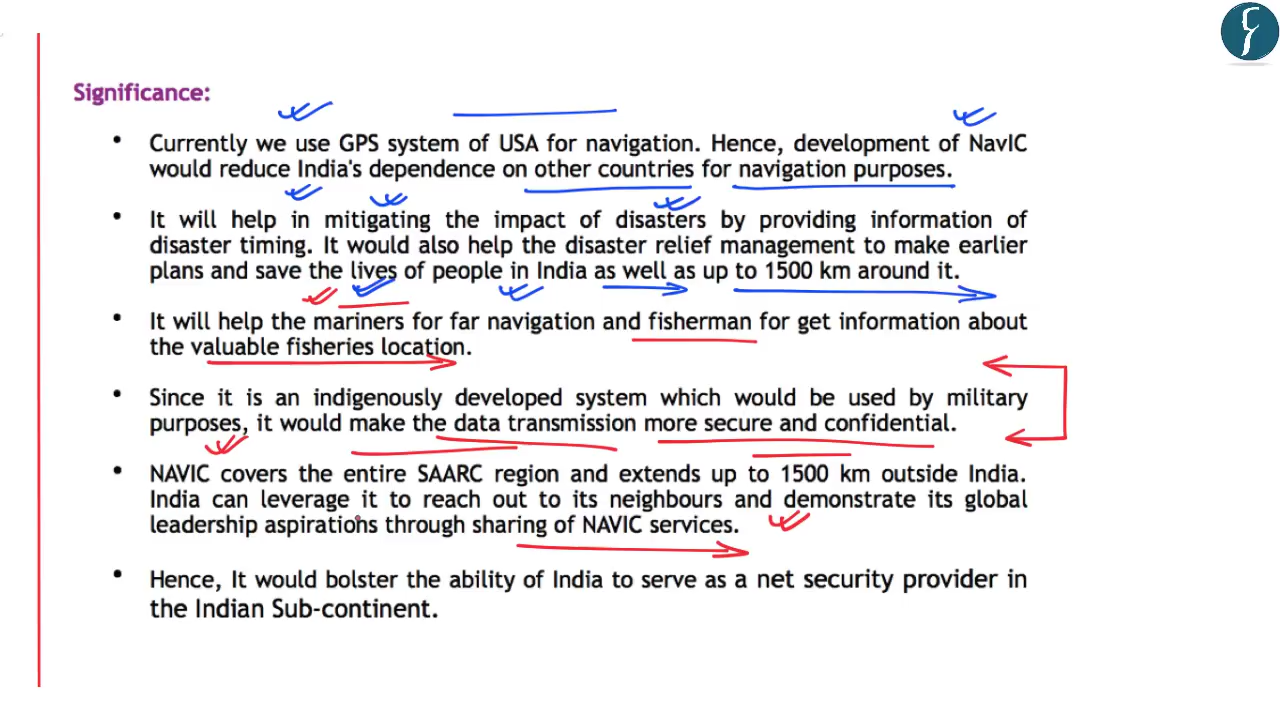 Significance:
• Currently we use GPS system of USA for navigation. Hence, development of NavIC
would reduce India's dependence on other countries for navigation purposes.
• It will help in mitigating the impact of disasters by providing information of
disaster timing. It would also help the disaster relief management to make earlier
plans and save the lives of people in India as well as up to 1500 km around it.
• It will help the mariners for far navigation and fisherman for get information about
the valuable fisheries location.
• Since it is an indigenously developed system which would be used by military
purposes, it would make the data transmission more secure and confidential.
• NAVIC covers the entire SAARC region and extends up to 1500 km outside India.
India can leverage it to reach out to its neighbours and demonstrate its global
leadership aspirations through sharing of NAVIC services.
• Hence, It would bolster the ability of India to serve as a net security provider in
the Indian Sub-continent.